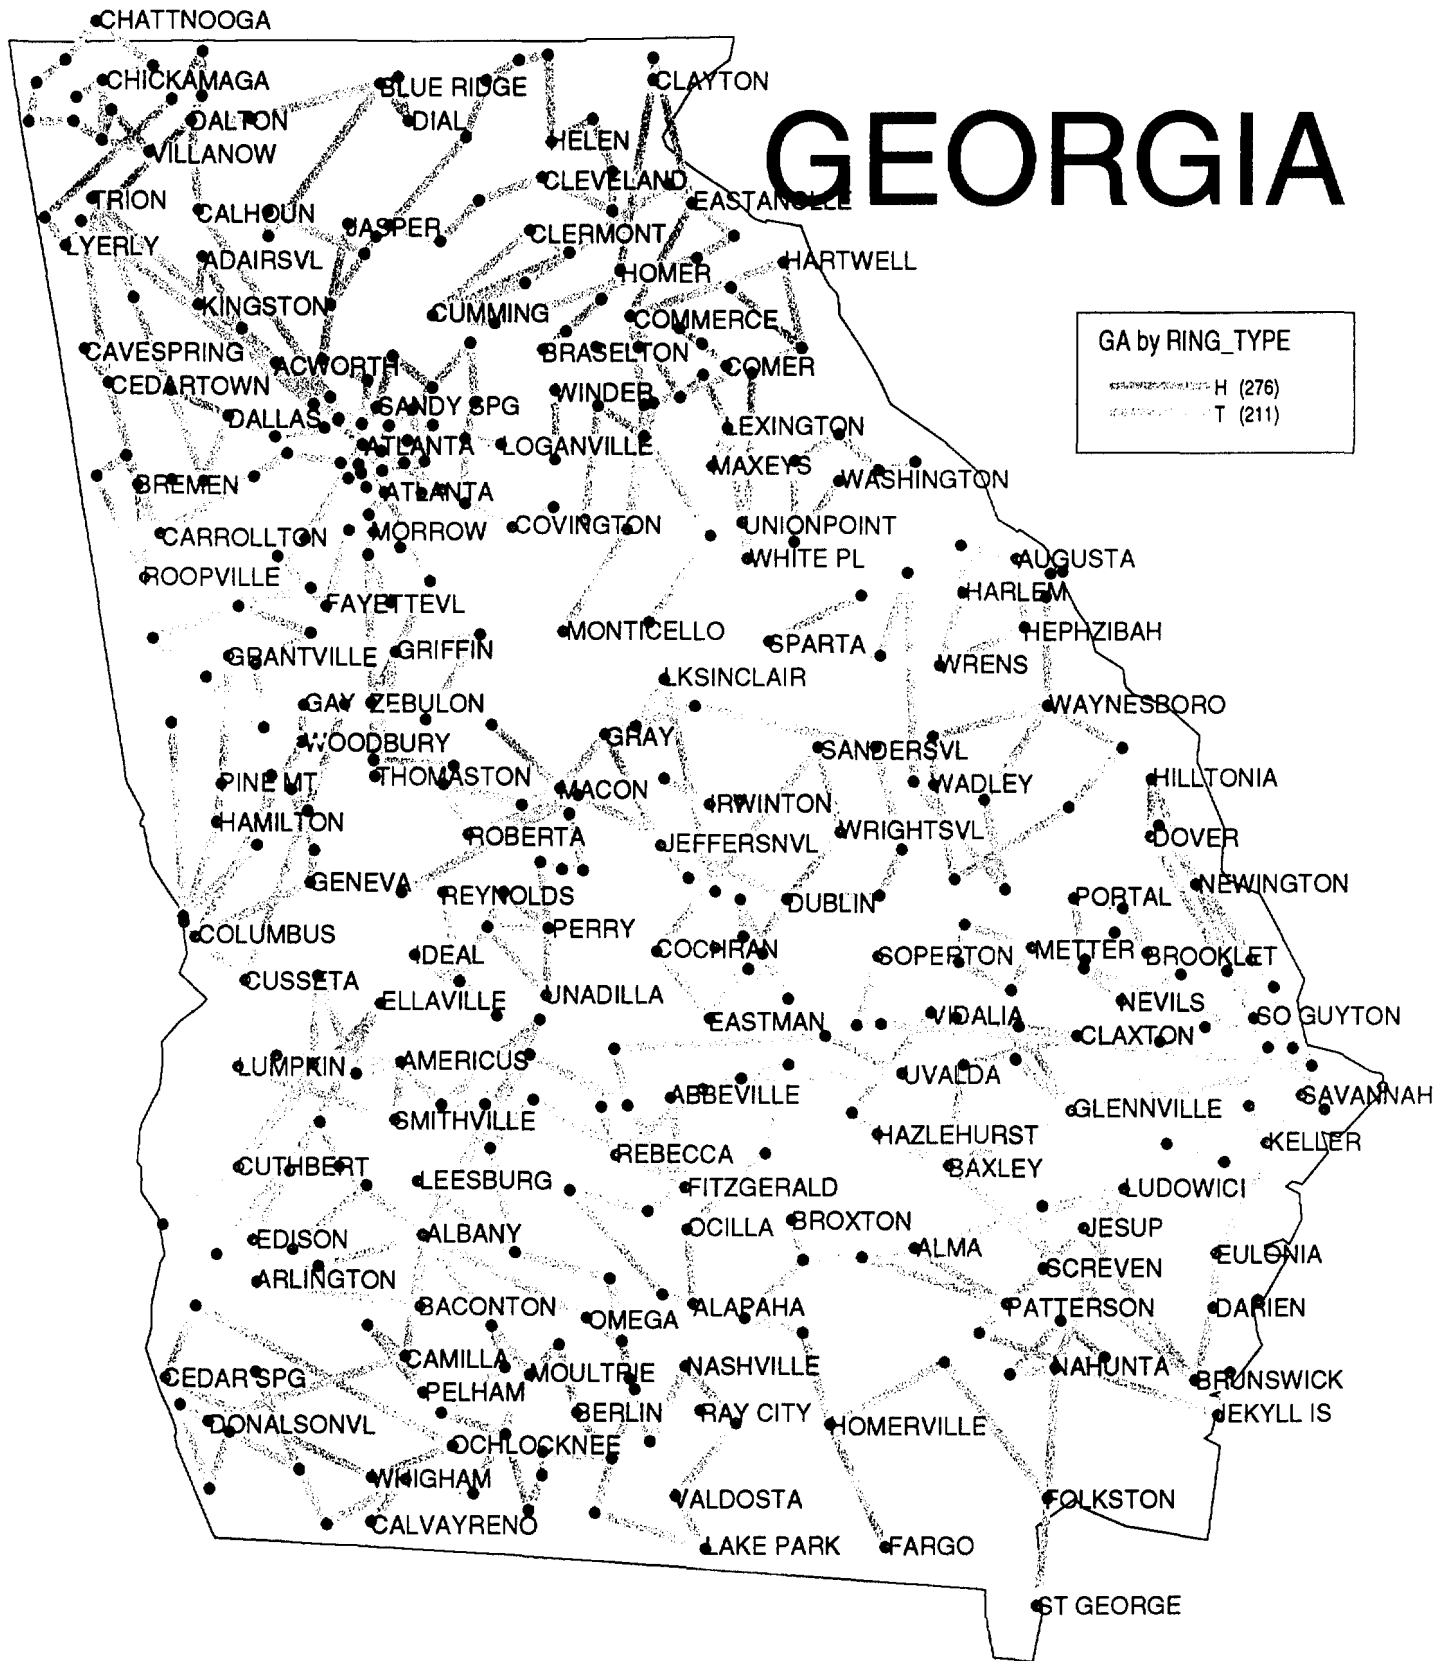 CHATTNOOGA
CHICKAMAGA
BLUE RIDGE
CLAYTON
GEORGIA
DALTON
DIAL
HELEN
VILLANOW
CLEVELAND
TRION
EASTANOLLE
CALHOUN
JASPER
CLERMONT
LYERLY
ADAIRSVL
HOMER
HARTWELL
KINGSTON
CUMMING
COMMERCE
GA by RING_TYPE
H (276)
T (211)
CAVESPRING
ACWORTH
BRASELTON
COMER
CEDARTOWN
WINDER
DALLAS
SANDY SPG
LEXINGTON
ATLANTA
LOGANVILLE
MAXEYS
WASHINGTON
BREMEN
ATLANTA
CARROLLTON
MORROW
COVINGTON
UNIONPOINT
WHITE PL
AUGUSTA
ROOPVILLE
HARLEM
FAYETTEVL
MONTICELLO
SPARTA
HEPHZIBAH
GRANTVILLE
GRIFFIN
WRENS
LKSINCLAIR
GAY
ZEBULON
WAYNESBORO
WOODBURY
GRAY
SANDERSVL
PINE MT
THOMASTON
MACON
IRWINTON
WADLEY
HILLTONIA
HAMILTON
ROBERTA
JEFFERSNVL
WRIGHTSVL
DOVER
GENEVA
REYNOLDS
DUBLIN
PORTAL
NEWINGTON
COLUMBUS
PERRY
IDEAL
COCHRAN
SOPERTON
METTER
BROOKLET
CUSSETA
ELLAVILLE
UNADILLA
EASTMAN
VIDALIA
NEVILS
SO GUYTON
CLAXTON
LUMPKIN
AMERICUS
UVALDA
ABBEVILLE
SAVANNAH
SMITHVILLE
GLENNVILLE
HAZLEHURST
KELLER
CUTHBERT
REBECCA
BAXLEY
LEESBURG
FITZGERALD
LUDOWICI
EDISON
ALBANY
OCILLA
BROXTON
JESUP
ALMA
EULONIA
ARLINGTON
SCREVEN
BACONTON
OMEGA
ALAPAHA
PATTERSON
DARIEN
CEDAR SPG
CAMILLA
MOULTRIE
NASHVILLE
NAHUNTA
BRUNSWICK
PELHAM
DONALSONVL
BERLIN
RAY CITY
HOMERVILLE
JEKYLL IS
OCHLOCKNEE
WHIGHAM
VALDOSTA
FOLKSTON
CALVAYRENO
LAKE PARK
FARGO
ST GEORGE